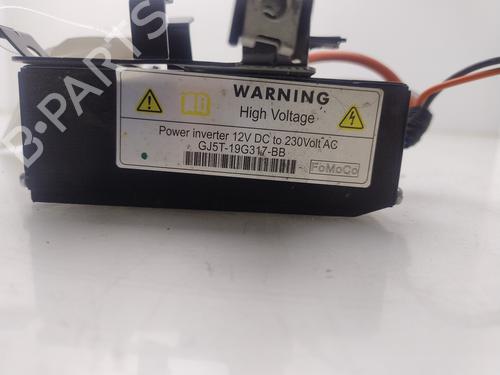 WARNING
High Voltage
Power inverter 12V DC to 230Volt AC
GJ5T-19G317-BB
FoMoCo
B-PARTS